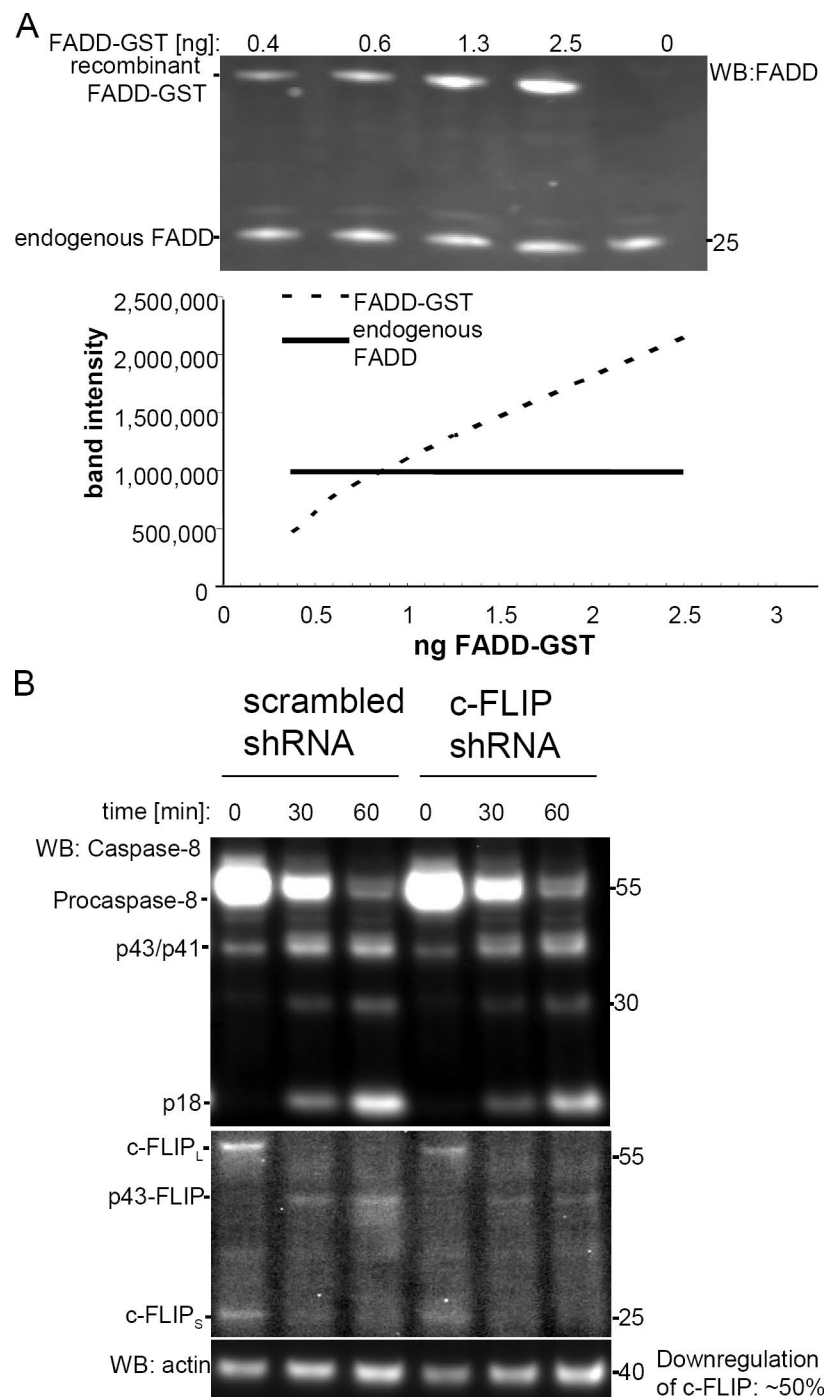 A
FADD-GST [ng]: 0.4 0.6 1.3 2.5 0
recombinant
FADD-GST
WB:FADD
endogenous FADD
25
2,500,000
2,000,000
1,500,000
1,000,000
500,000
0
band intensity
FADD-GST
endogenous
FADD
0 0.5 1 1.5 2 2.5 3
ng FADD-GST
B
scrambled
shRNA
c-FLIP
shRNA
time [min]: 0 30 60 0 30 60
WB: Caspase-8
Procaspase-8
55
p43/p41
30
p18
c-FLIPL
55
p43-FLIP
c-FLIPS
25
WB: actin
40
Downregulation
of c-FLIP: ~50%